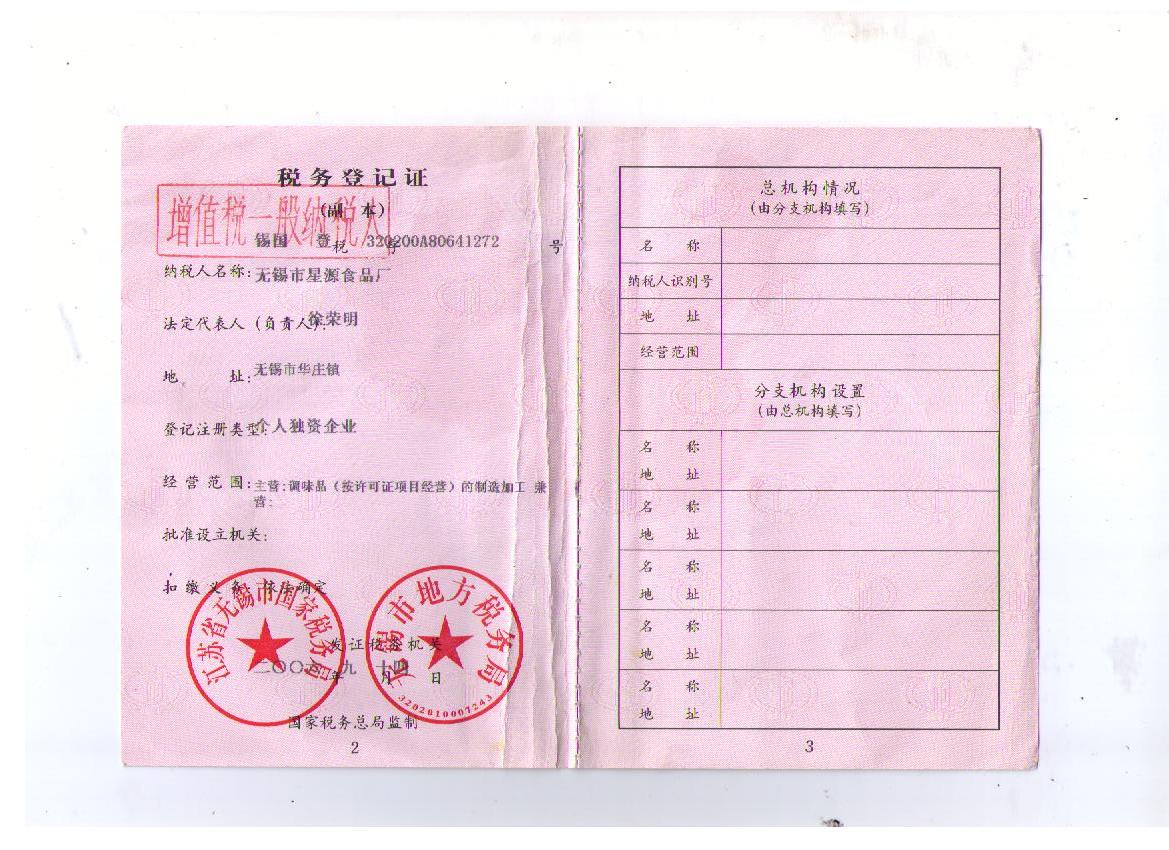 税务登记证
(副 本)
增值税一般纳税人
锡国 登税 字 320200A80641272 号
纳税人名称:无锡市星源食品厂
法定代表人(负责人):徐荣明
地 址:无锡市华庄镇
登记注册类型:个人独资企业
经营范围:主营:调味品(按许可证项目经营)的制造加工 兼
营:
批准设立机关:
扣缴义务:依法确定
江苏省无锡市国家税务局
无锡市地方税务局
3202610007243
发证税务机关
二〇〇六年 九月 十四日
国家税务总局监制
2
总机构情况
(由分支机构填写)
名 称
纳税人识别号
地 址
经营范围
分支机构设置
(由总机构填写)
名 称
地 址
名 称
地 址
名 称
地 址
名 称
地 址
名 称
地 址
3